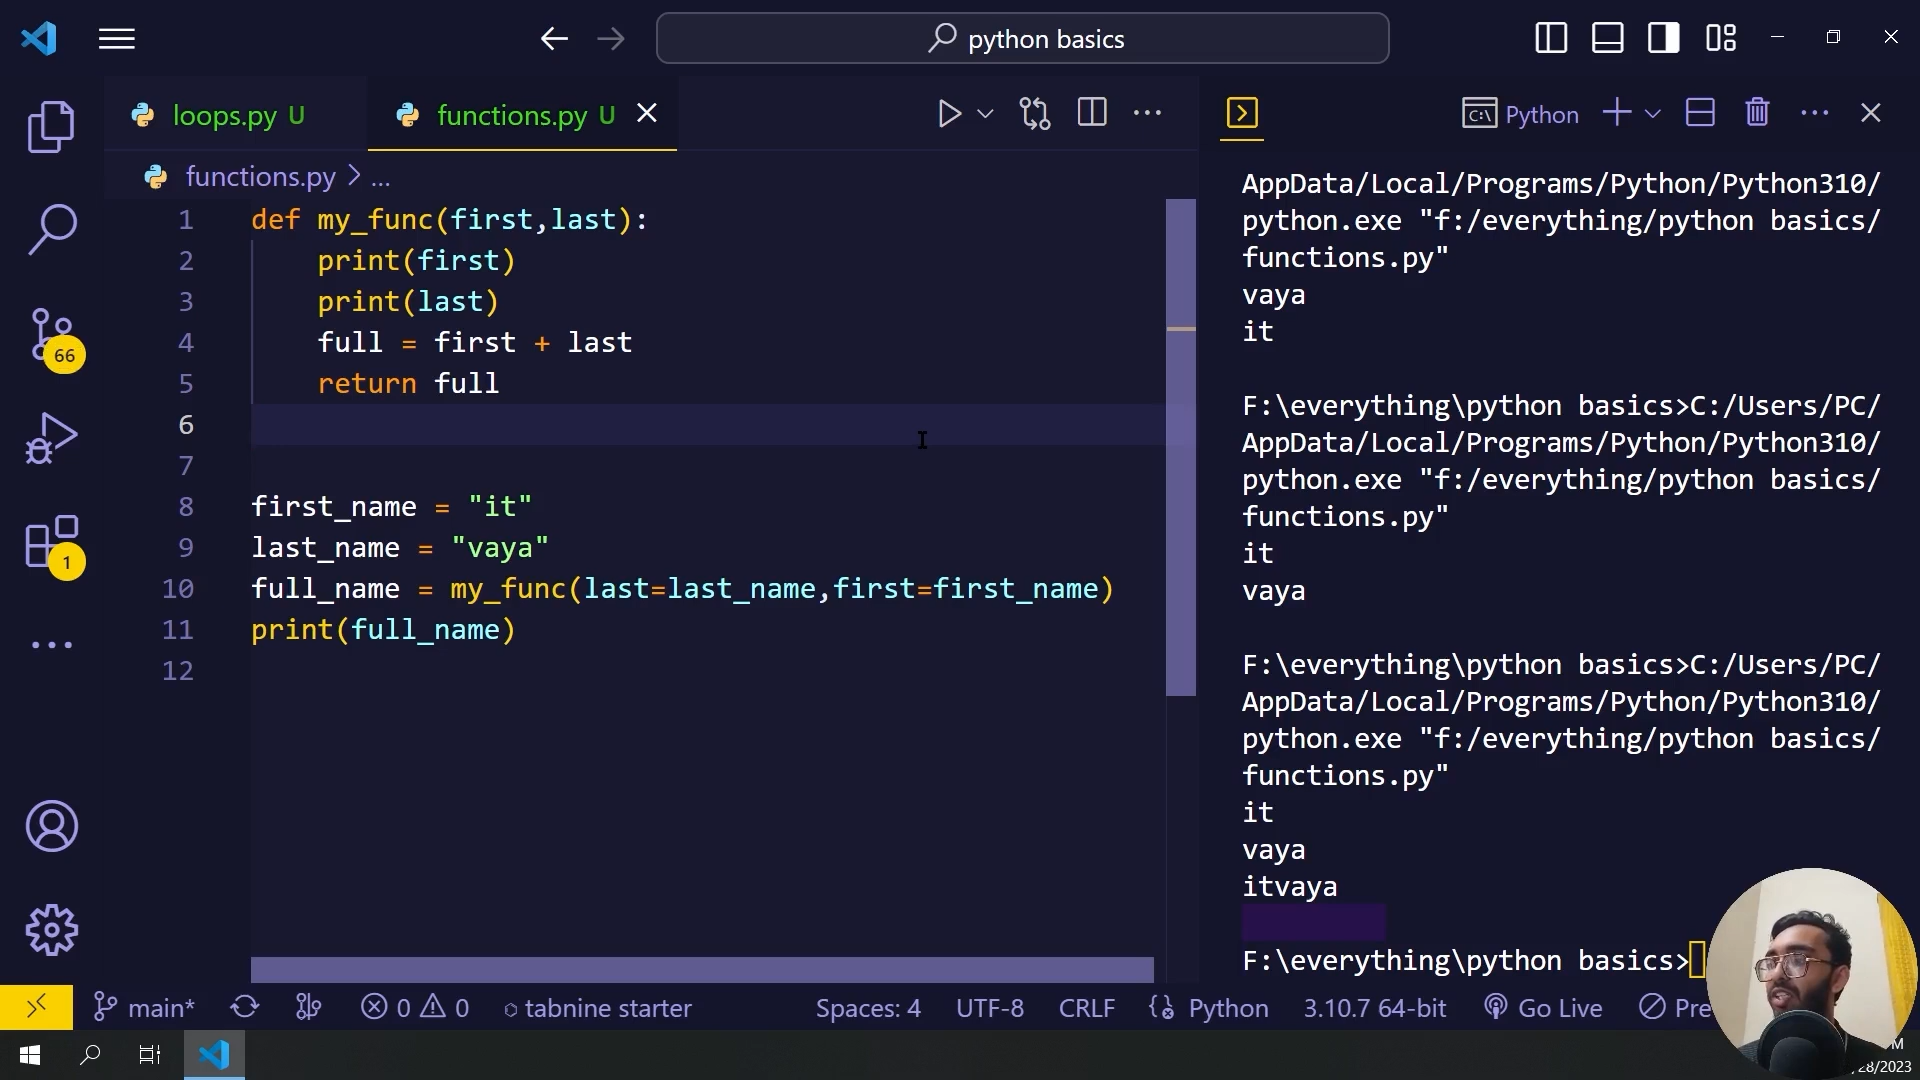 python basics
loops.py U
functions.py U
Python
functions.py > ...
1 def my_func(first,last):
2 print(first)
3 print(last)
4 full = first + last
5 return full
6
7
8 first_name = "it"
9 last_name = "vaya"
10 full_name = my_func(last=last_name,first=first_name)
11 print(full_name)
12
AppData/Local/Programs/Python/Python310/
python.exe "f:/everything/python basics/
functions.py"
vaya
it
F:\everything\python basics>C:/Users/PC/
AppData/Local/Programs/Python/Python310/
python.exe "f:/everything/python basics/
functions.py"
it
vaya
F:\everything\python basics>C:/Users/PC/
AppData/Local/Programs/Python/Python310/
python.exe "f:/everything/python basics/
functions.py"
it
vaya
itvaya
F:\everything\python basics>
66
1
main* 0 0 tabnine starter Spaces: 4 UTF-8 CRLF Python 3.10.7 64-bit Go Live Pre
M
28/2023